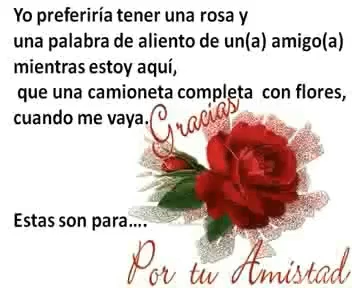 Yo preferiría tener una rosa y
una palabra de aliento de un(a) amigo(a)
mientras estoy aquí,
que una camioneta completa con flores,
cuando me vaya.
Gracias
Estas son para....
Por tu Amistad